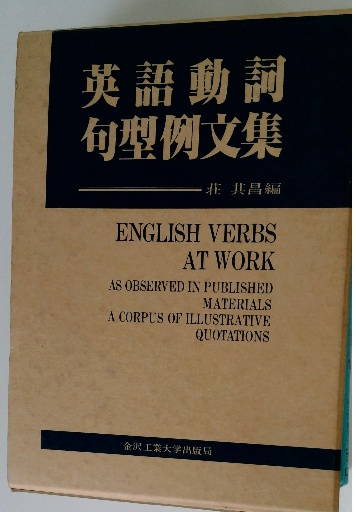 英語動詞
句型例文集
荘 其昌編
ENGLISH VERBS
AT WORK
AS OBSERVED IN PUBLISHED
MATERIALS
A CORPUS OF ILLUSTRATIVE
QUOTATIONS
金沢工業大学出版局